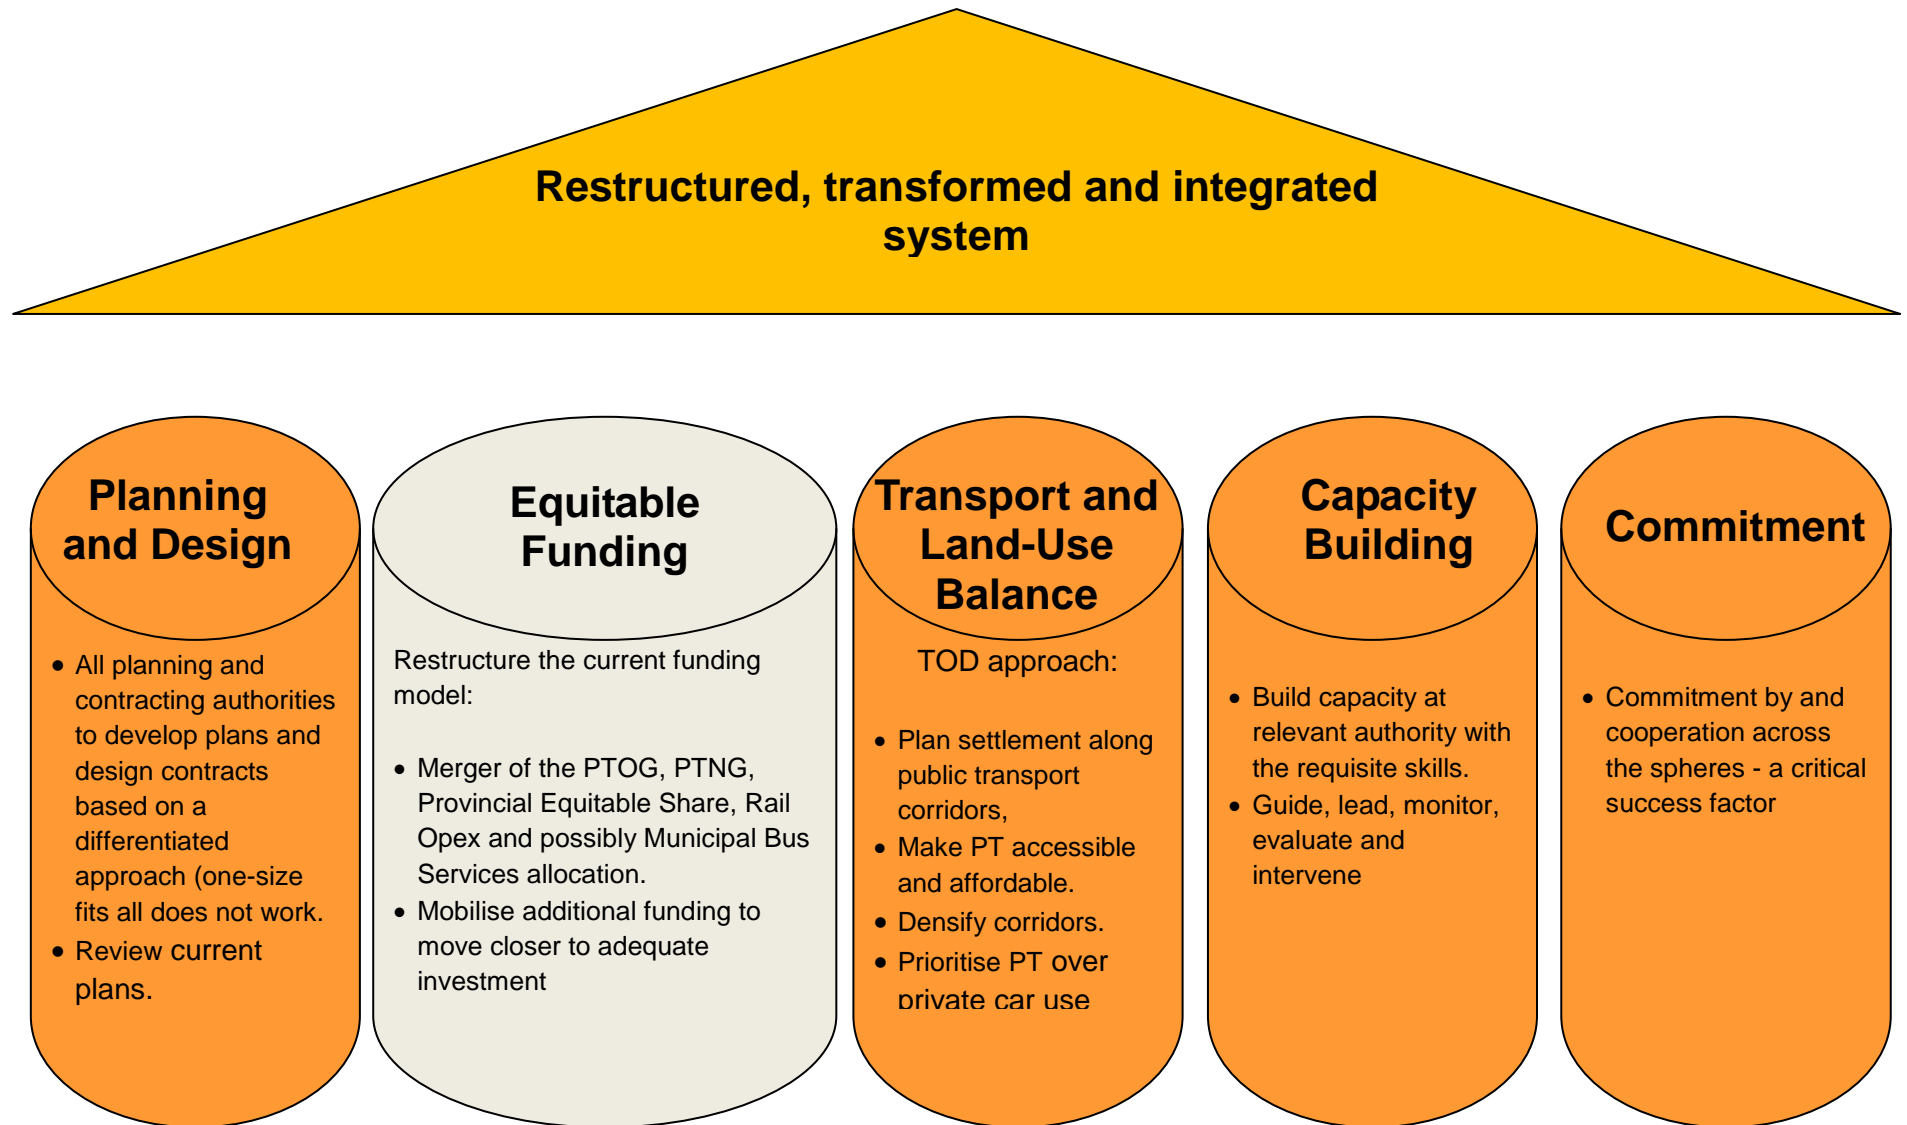 Restructured, transformed and integrated
system
Planning
and Design
• All planning and
contracting authorities
to develop plans and
design contracts
based on a
differentiated
approach (one-size
fits all does not work.
• Review current
plans.
Equitable
Funding
Restructure the current funding
model:
• Merger of the PTOG, PTNG,
Provincial Equitable Share, Rail
Opex and possibly Municipal Bus
Services allocation.
• Mobilise additional funding to
move closer to adequate
investment
Transport and
Land-Use
Balance
TOD approach:
• Plan settlement along
public transport
corridors,
• Make PT accessible
and affordable.
• Densify corridors.
• Prioritise PT over
private car use
Capacity
Building
• Build capacity at
relevant authority with
the requisite skills.
• Guide, lead, monitor,
evaluate and
intervene
Commitment
• Commitment by and
cooperation across
the spheres - a critical
success factor